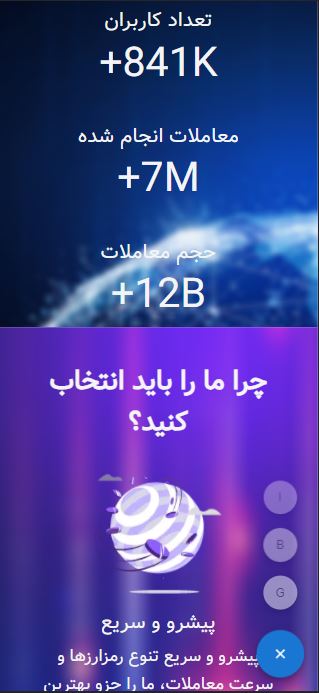 تعداد کاربران
+841K
معاملات انجام شده
+7M
حجم معاملات
+12B
چرا ما را باید انتخاب
کنید؟
I
B
G
×
پیشرو و سریع
پیشرو و سریع تنوع رمزارزها و
سرعت معاملات، ما را جزو بهترین